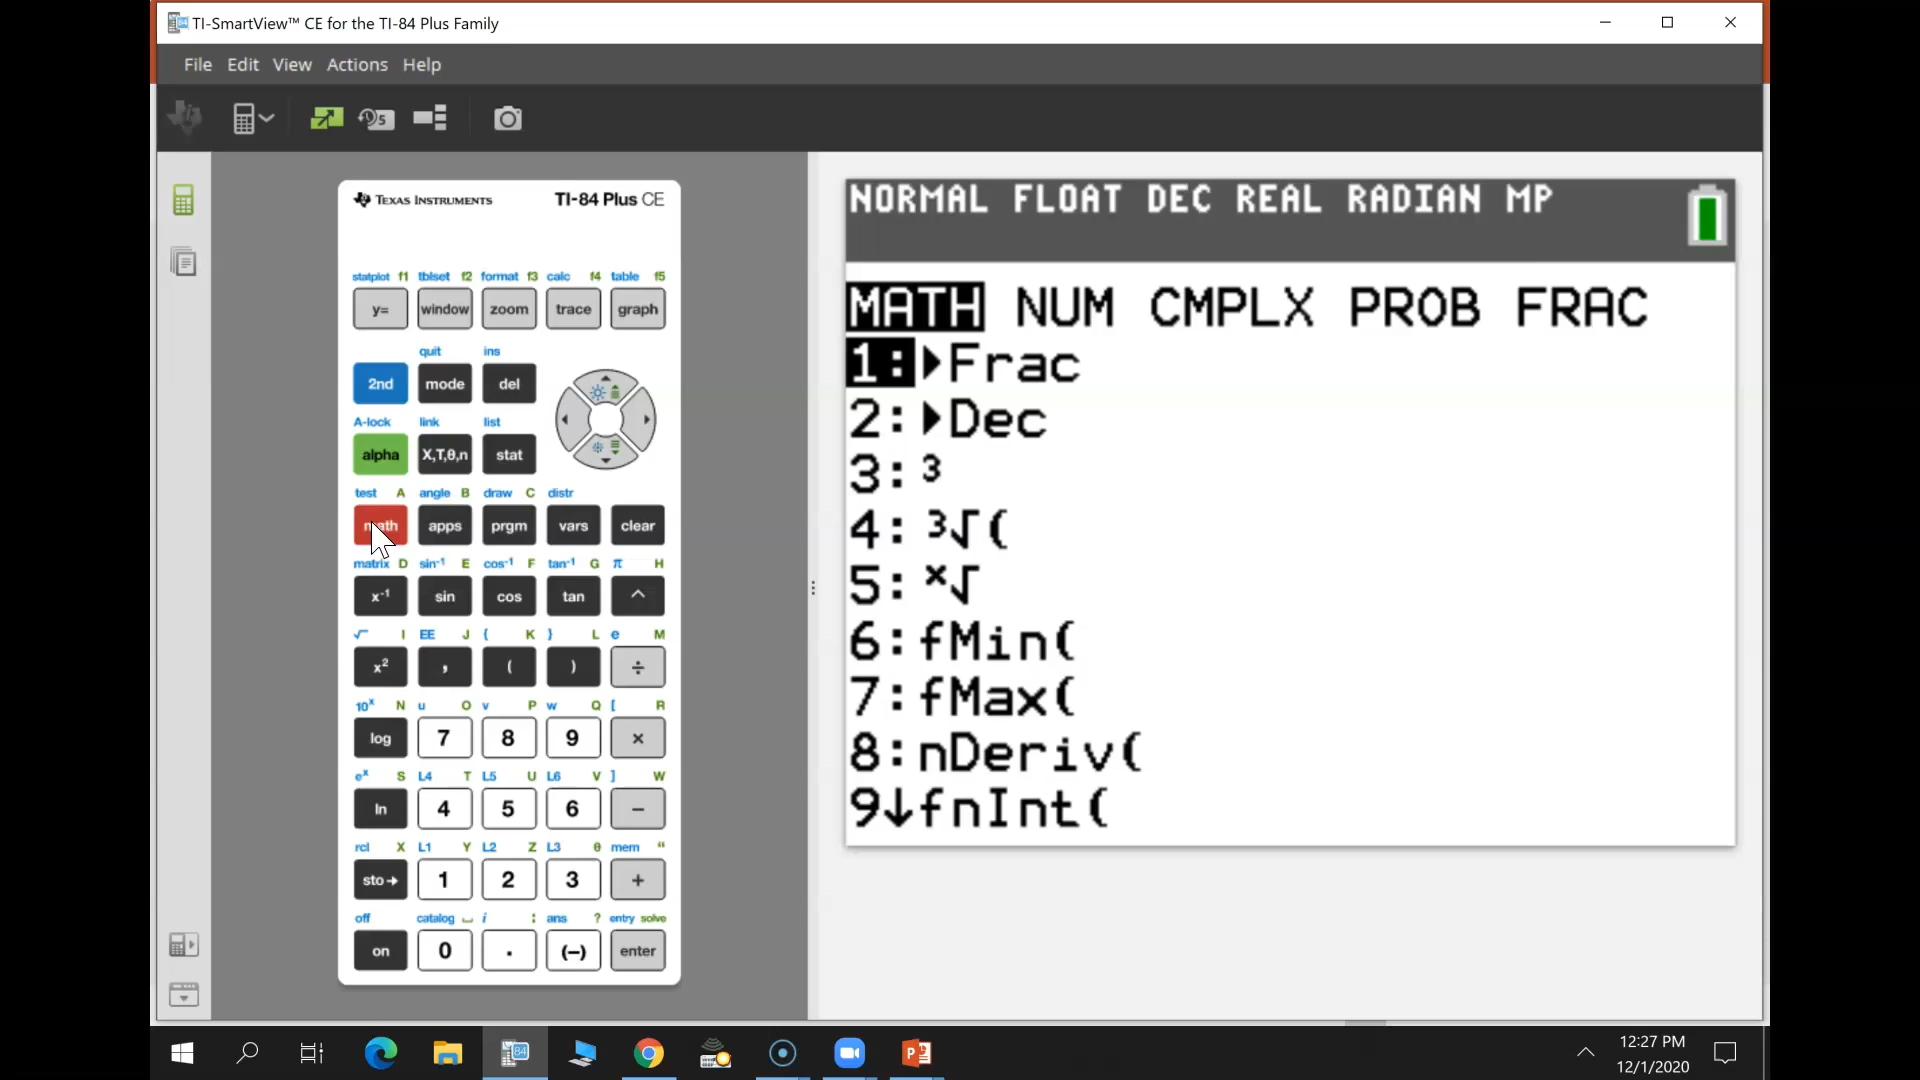 TI-SmartView™ CE for the TI-84 Plus Family
File Edit View Actions Help
TEXAS INSTRUMENTS TI-84 Plus CE
statplot f1 tblset f2 format f3 calc f4 table f5
y= window zoom trace graph
quit ins
2nd mode del
A-lock link list
alpha X,T,θ,n stat
test A angle B draw C distr
math apps prgm vars clear
matrix D sin⁻¹ E cos⁻¹ F tan⁻¹ G π H
x⁻¹ sin cos tan ^
√ I EE J { K } L e M
x² , ( ) ÷
10ˣ N u O v P w Q [ R
log 7 8 9 ×
eˣ S L4 T L5 U L6 V ] W
ln 4 5 6 −
rcl X L1 Y L2 Z L3 θ mem “
sto→ 1 2 3 +
off catalog ⎵ i : ans ? entry solve
on 0 . (−) enter
NORMAL FLOAT DEC REAL RADIAN MP
MATH NUM CMPLX PROB FRAC
1:▶Frac
2:▶Dec
3:³
4:³√(
5:ˣ√
6:fMin(
7:fMax(
8:nDeriv(
9↓fnInt(
12:27 PM
12/1/2020